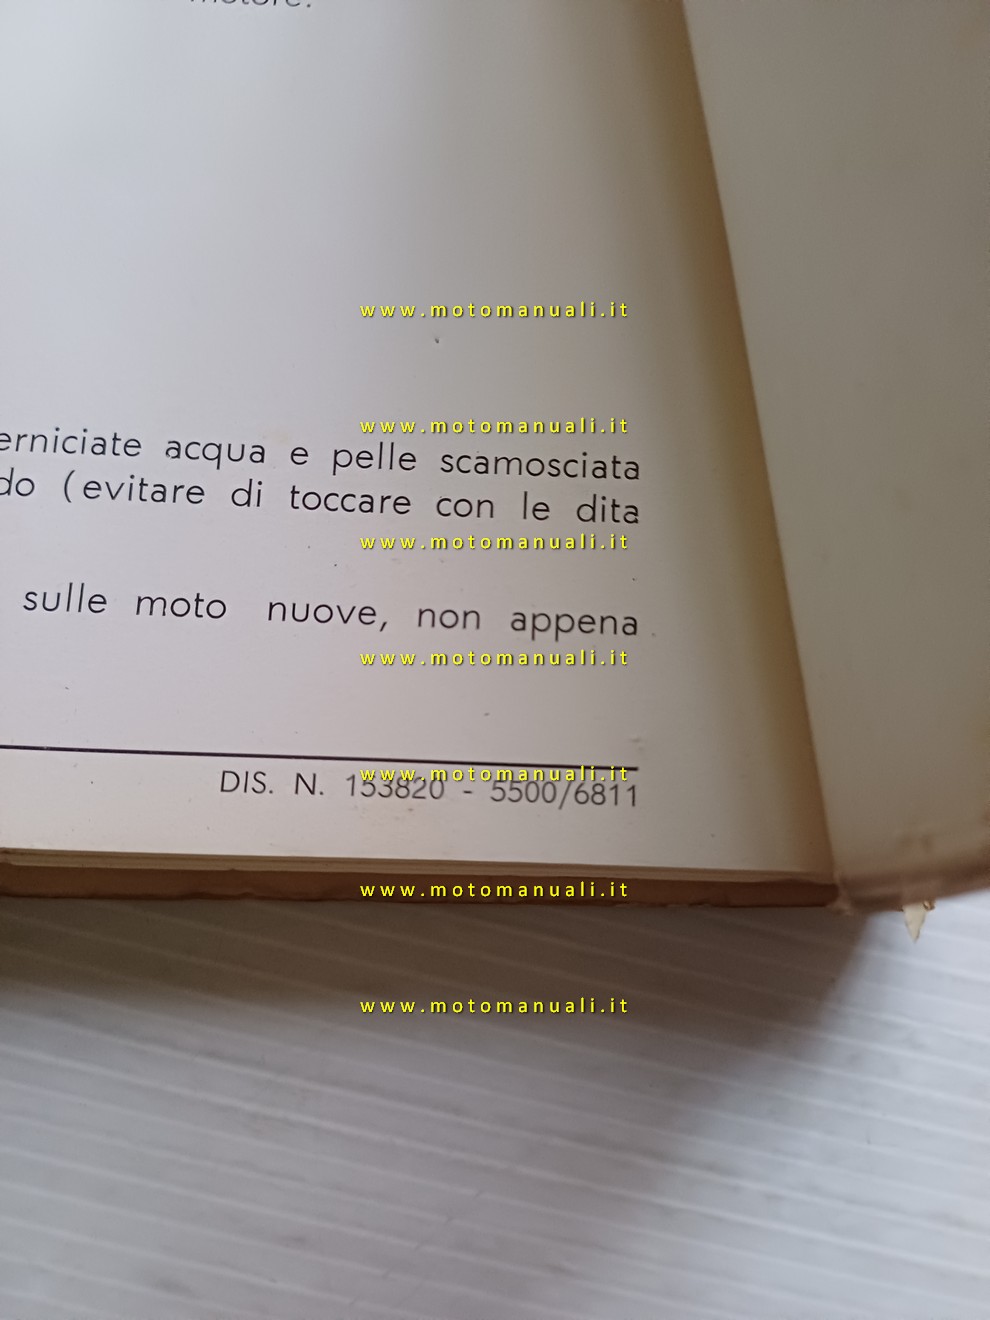 motore.
www.motomanuali.it
www.motomanuali.it
erniciate acqua e pelle scamosciata
do (evitare di toccare con le dita
www.motomanuali.it
sulle moto nuove, non appena
www.motomanuali.it
www.motomanuali.it
DIS. N. 153820 - 5500/6811
www.motomanuali.it
www.motomanuali.it